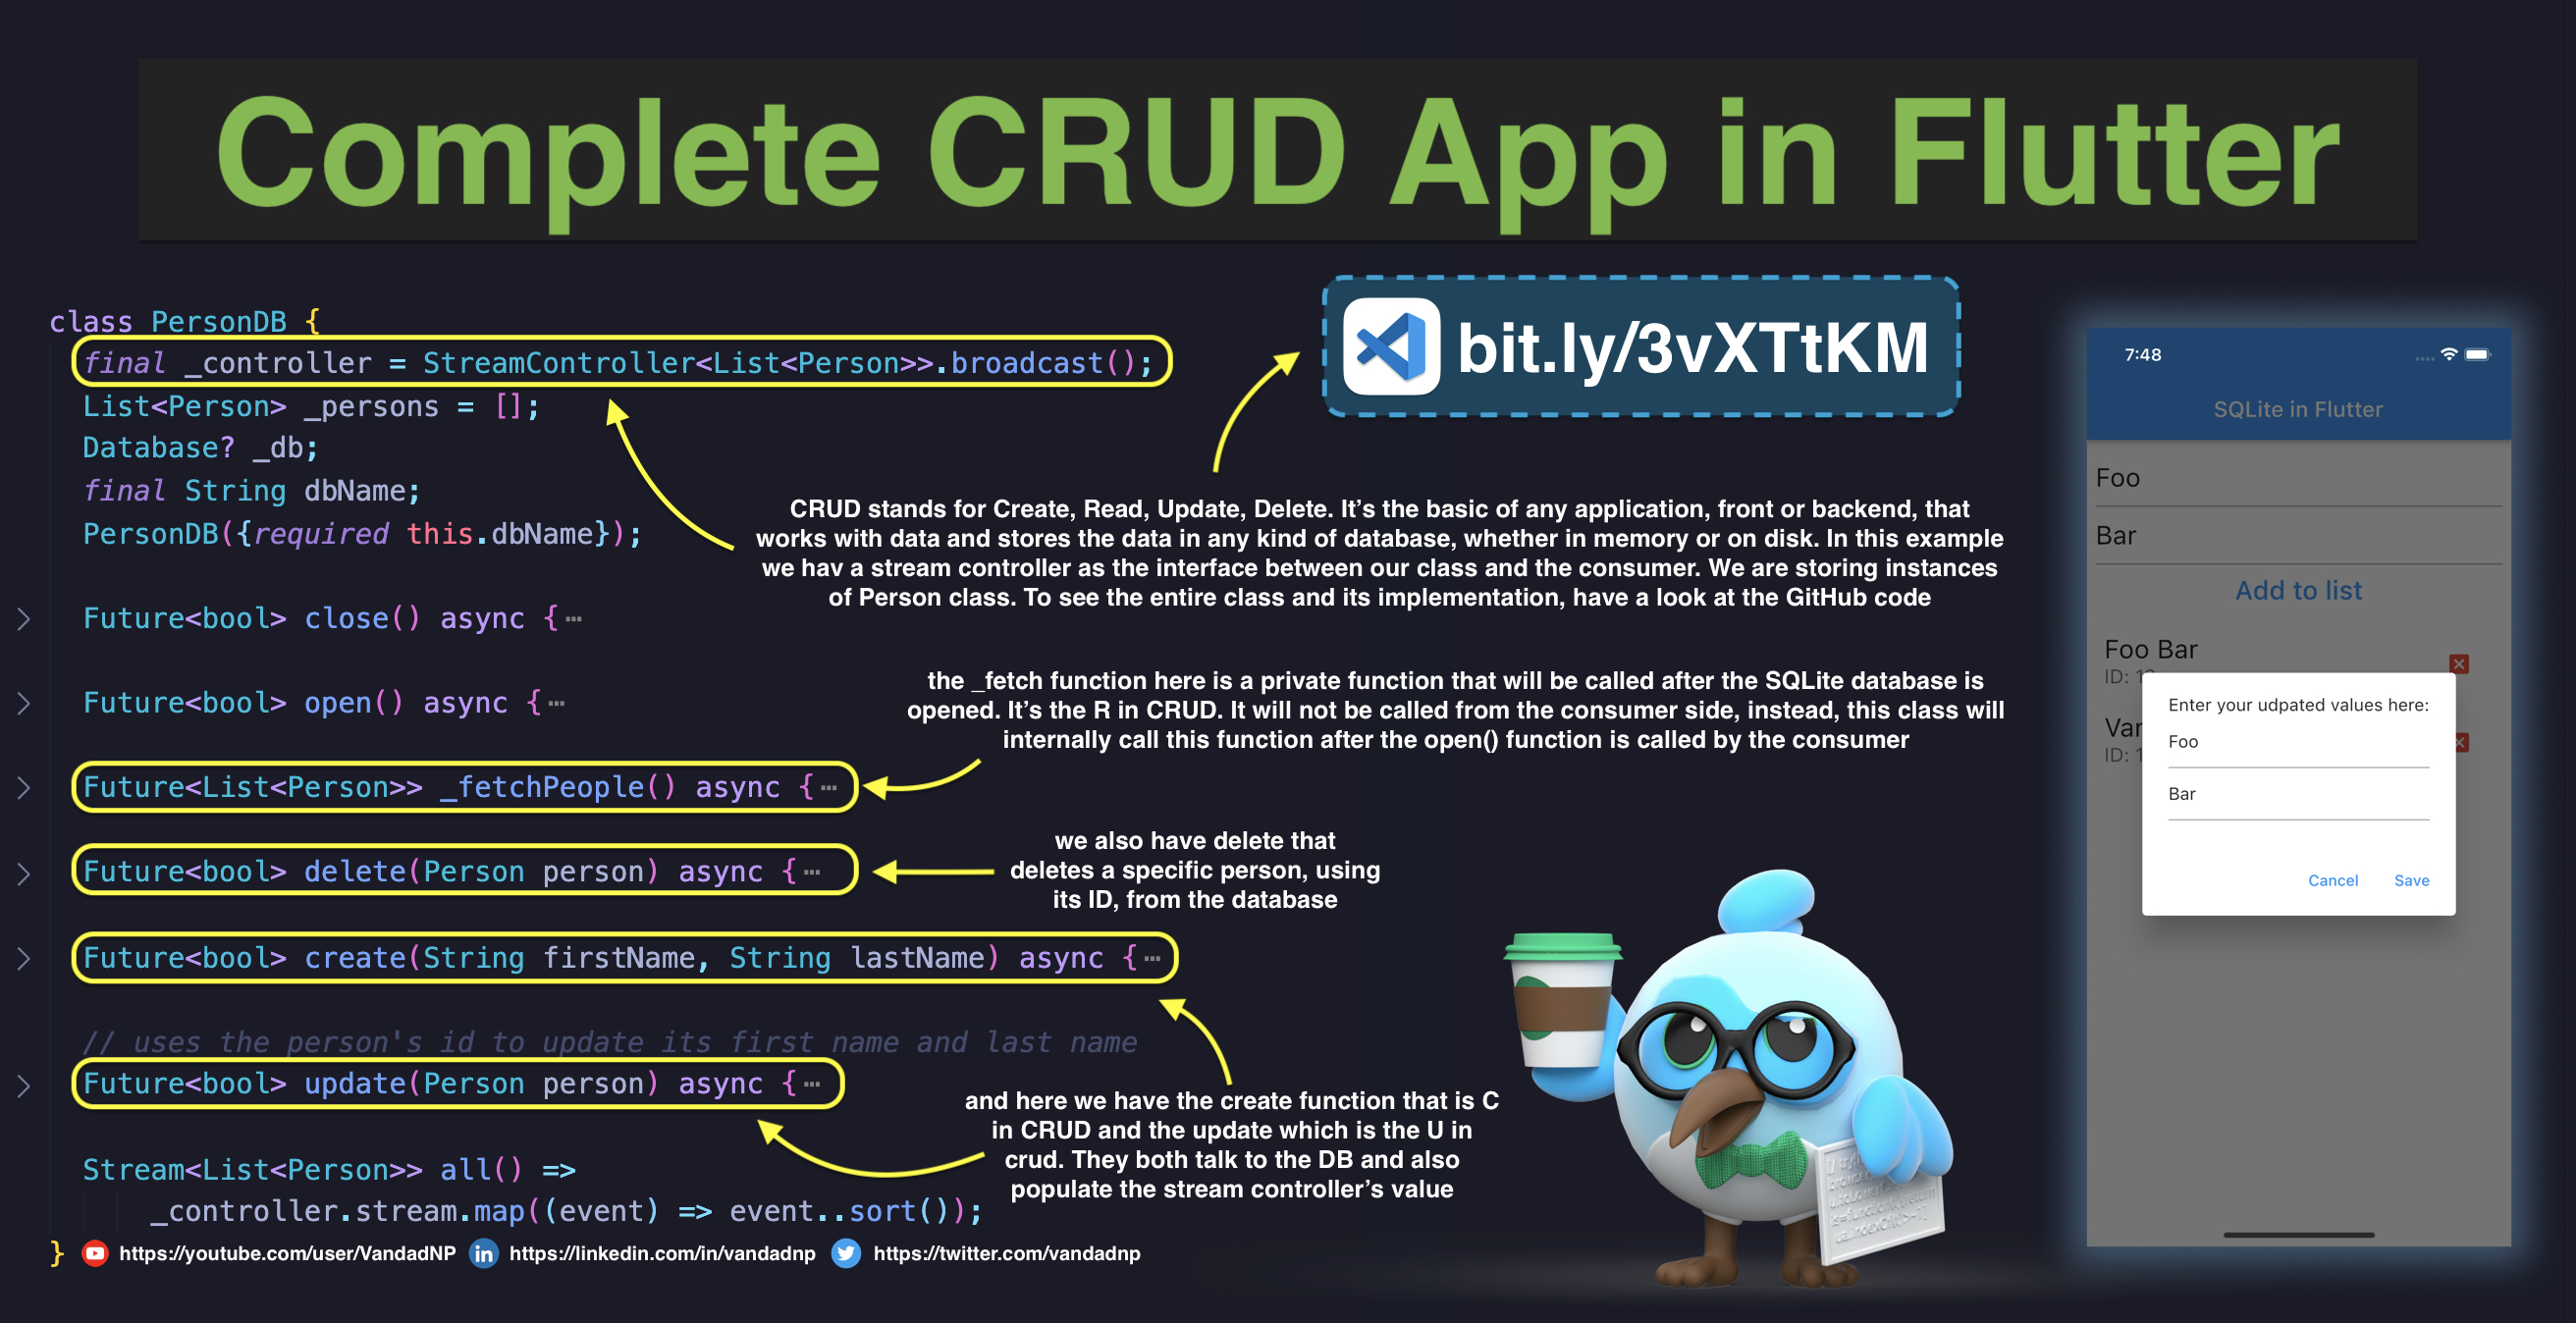 Complete CRUD App in Flutter
class PersonDB {
final _controller = StreamController<List<Person>>.broadcast();
List<Person> _persons = [];
Database? _db;
final String dbName;
PersonDB({required this.dbName});
Future<bool> close() async {
Future<bool> open() async {
Future<List<Person>> _fetchPeople() async {
Future<bool> delete(Person person) async {
Future<bool> create(String firstName, String lastName) async {
// uses the person's id to update its first name and last name
Future<bool> update(Person person) async {
Stream<List<Person>> all() =>
_controller.stream.map((event) => event..sort());
}
bit.ly/3vXTtKM
CRUD stands for Create, Read, Update, Delete. It’s the basic of any application, front or backend, that
works with data and stores the data in any kind of database, whether in memory or on disk. In this example
we hav a stream controller as the interface between our class and the consumer. We are storing instances
of Person class. To see the entire class and its implementation, have a look at the GitHub code
the _fetch function here is a private function that will be called after the SQLite database is
opened. It’s the R in CRUD. It will not be called from the consumer side, instead, this class will
internally call this function after the open() function is called by the consumer
we also have delete that
deletes a specific person, using
its ID, from the database
and here we have the create function that is C
in CRUD and the update which is the U in
crud. They both talk to the DB and also
populate the stream controller’s value
https://youtube.com/user/VandadNP
in https://linkedin.com/in/vandadnp
https://twitter.com/vandadnp
7:48
SQLite in Flutter
Foo
Bar
Add to list
Foo Bar
ID:
ID:
Enter your udpated values here:
Foo
Bar
Cancel Save